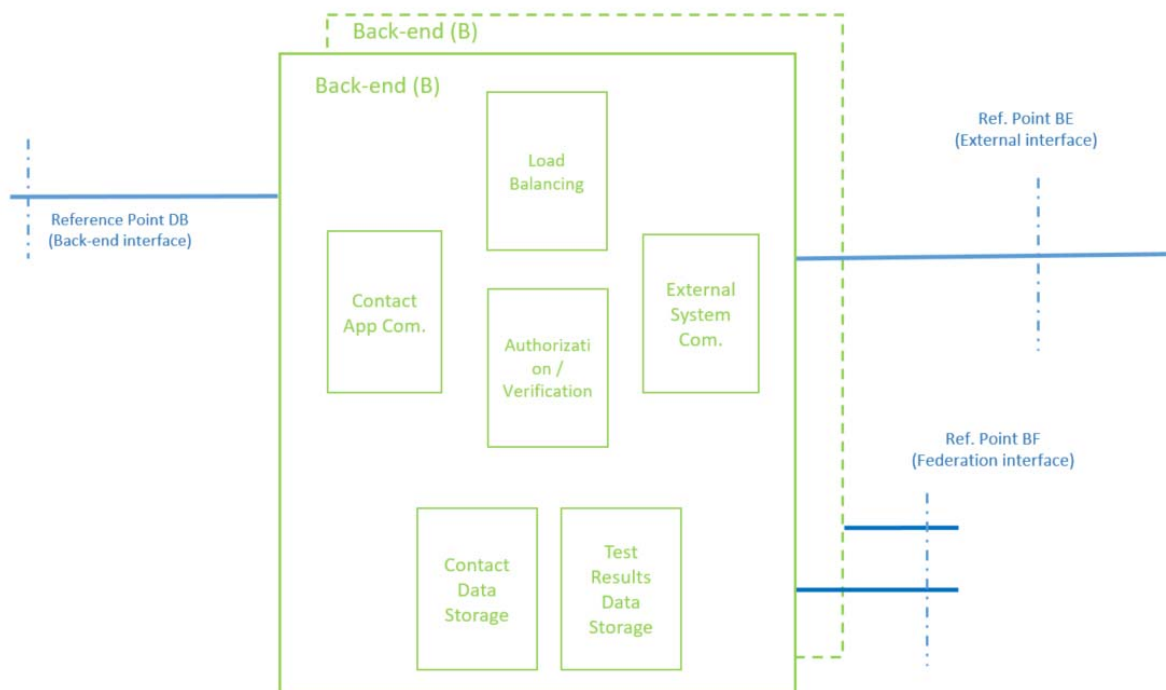 Back-end (B)
Back-end (B)
Load
Balancing
Ref. Point BE
(External interface)
Reference Point DB
(Back-end interface)
Contact
App Com.
External
System
Com.
Authorizati
on /
Verification
Ref. Point BF
(Federation interface)
Contact
Data
Storage
Test
Results
Data
Storage